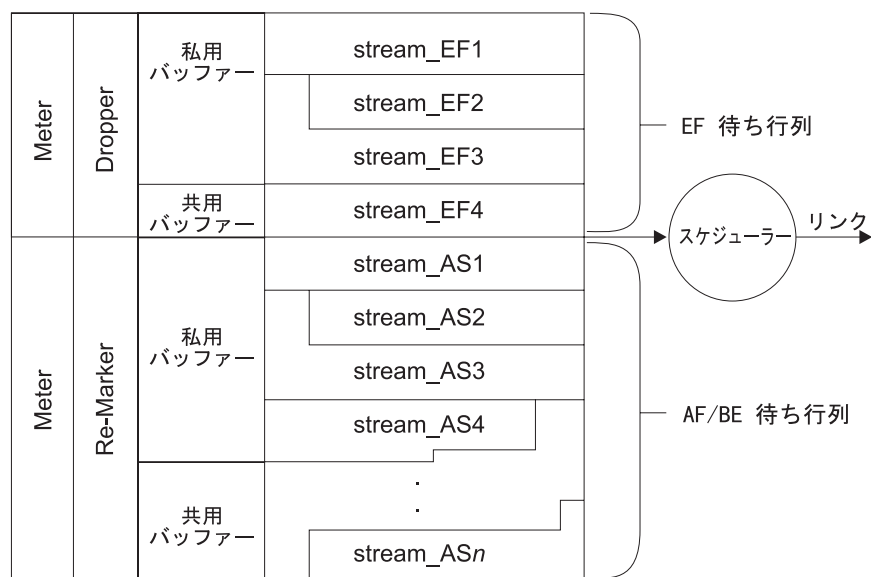 Meter
Dropper
私用
バッファー
stream_EF1
stream_EF2
stream_EF3
共用
バッファー
stream_EF4
EF 待ち行列
スケジューラー
リンク
Meter
Re-Marker
私用
バッファー
stream_AS1
stream_AS2
stream_AS3
stream_AS4
.
.
共用
バッファー
stream_ASn
AF/BE 待ち行列